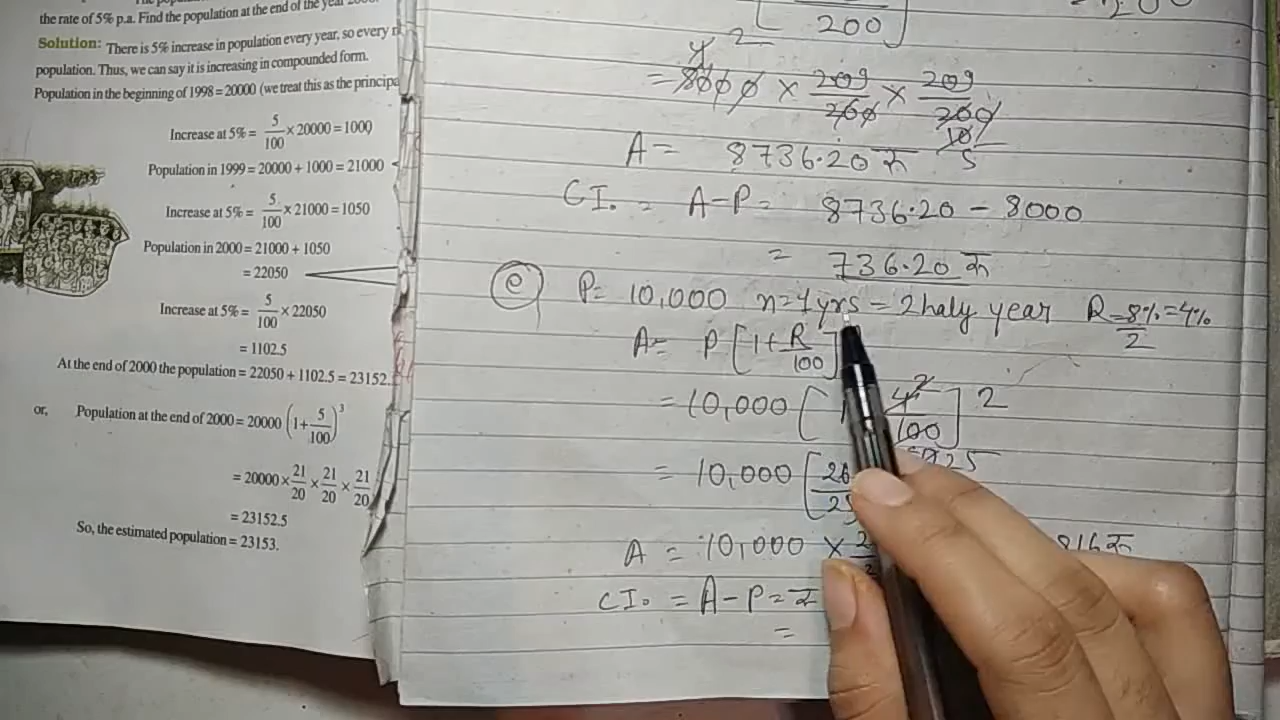 the rate of 5% p.a. Find the population at the end of the year
Solution: There is 5% increase in population every year, so every
population. Thus, we can say it is increasing in compounded form.
Population in the beginning of 1998 = 20000 (we treat this as the principa
Increase at 5% = 5/100 × 20000 = 1000
Population in 1999 = 20000 + 1000 = 21000
Increase at 5% = 5/100 × 21000 = 1050
Population in 2000 = 21000 + 1050
= 22050
Increase at 5% = 5/100 × 22050
= 1102.5
At the end of 2000 the population = 22050 + 1102.5 = 23152.
or, Population at the end of 2000 = 20000 (1+5/100)³
= 20000 × 21/20 × 21/20 × 21/20
= 23152.5
So, the estimated population = 23153.
200
= 8000 × 209/200 × 209/200
A = 8736.20 रू
CI. = A-P = 8736.20 - 8000
= 736.20 रू
(e) P= 10,000 n=1yrs = 2 haly year R=8%/2=4%
A= P[1+R/100]
=10,000 [ 4/100] 2
= 10,000 [26
A = 10,000 × 816 रू
CI. = A-P = रू
=